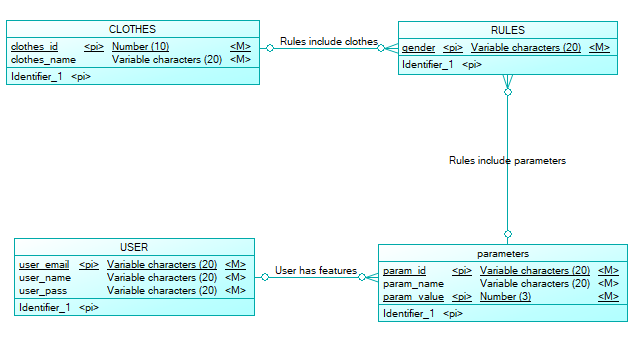 CLOTHES
clothes_id <pi> Number (10) <M>
clothes_name Variable characters (20) <M>
Identifier_1 <pi>
Rules include clothes
RULES
gender <pi> Variable characters (20) <M>
Identifier_1 <pi>
Rules include parameters
USER
user_email <pi> Variable characters (20) <M>
user_name Variable characters (20) <M>
user_pass Variable characters (20) <M>
Identifier_1 <pi>
User has features
parameters
param_id <pi> Variable characters (20) <M>
param_name Variable characters (20) <M>
param_value <pi> Number (3) <M>
Identifier_1 <pi>